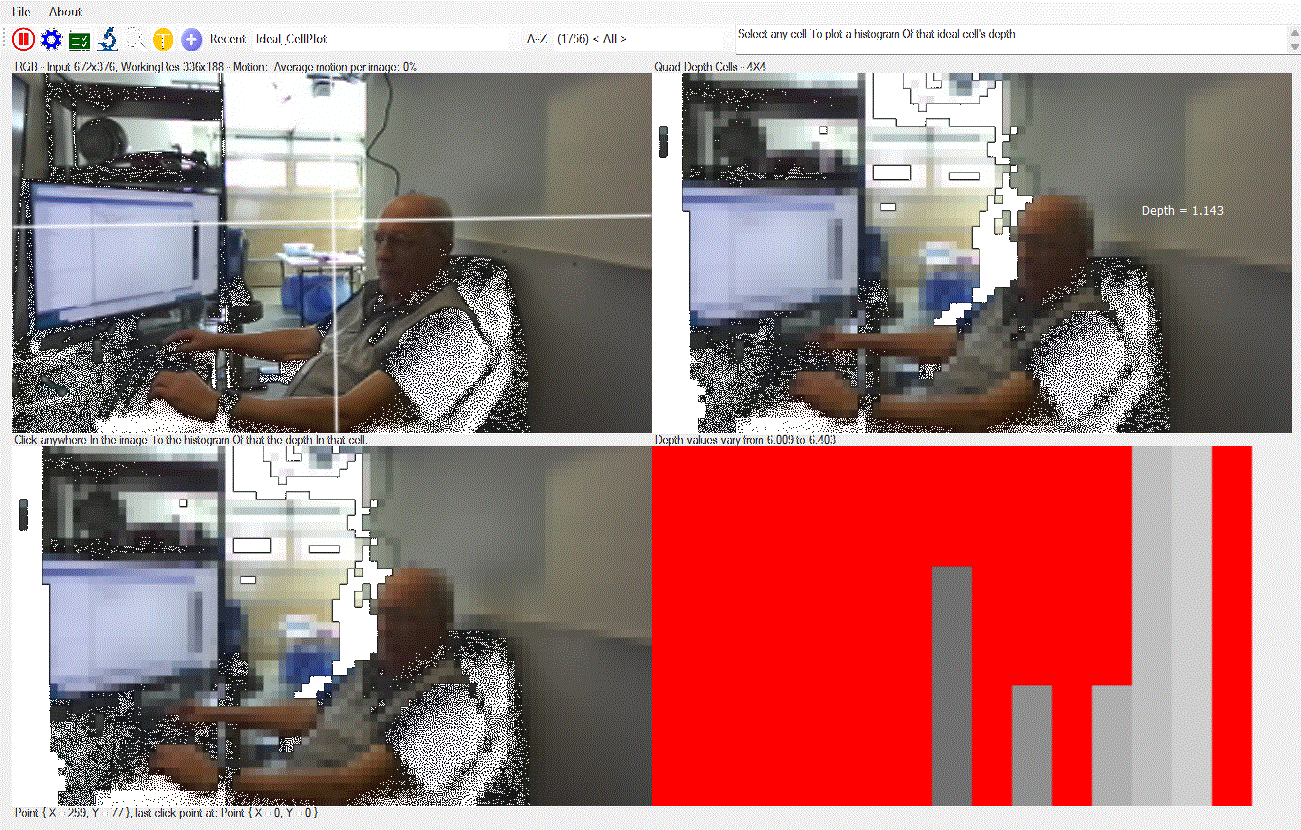 File About
Recent Ideal_CellPlot A-Z (1756) < All > Select any cell To plot a histogram Of that ideal cell's depth
RGB - Input 672x376, WorkingRes 336x188 - Motion: Average motion per image: 0%
Quad Depth Cells - 4X4
Depth = 1.143
Click anywhere In the image To the histogram Of that the depth In that cell.
Depth values vary from 6.009 to 6.403
Point { X = 259, Y = 77 }, last click point at: Point { X = 0, Y = 0 }